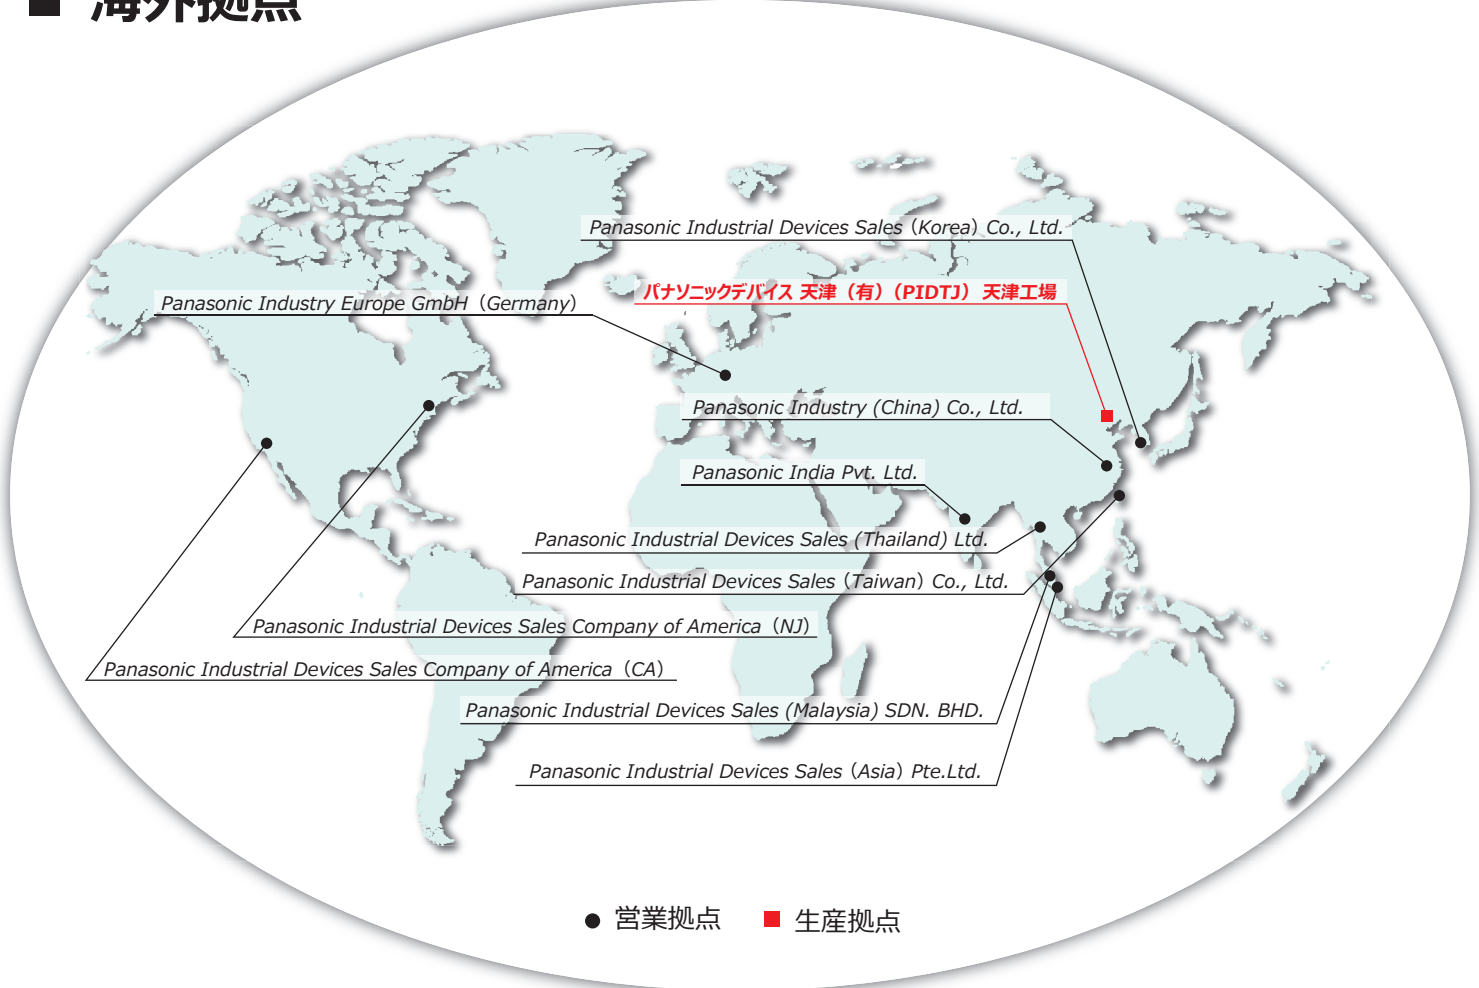 ■ 海外拠点
Panasonic Industrial Devices Sales（Korea）Co., Ltd.
パナソニックデバイス 天津（有）（PIDTJ） 天津工場
Panasonic Industry Europe GmbH（Germany）
Panasonic Industry (China) Co., Ltd.
Panasonic India Pvt. Ltd.
Panasonic Industrial Devices Sales (Thailand) Ltd.
Panasonic Industrial Devices Sales（Taiwan）Co., Ltd.
Panasonic Industrial Devices Sales Company of America（NJ）
Panasonic Industrial Devices Sales Company of America（CA）
Panasonic Industrial Devices Sales (Malaysia) SDN. BHD.
Panasonic Industrial Devices Sales（Asia）Pte.Ltd.
● 営業拠点 ■ 生産拠点